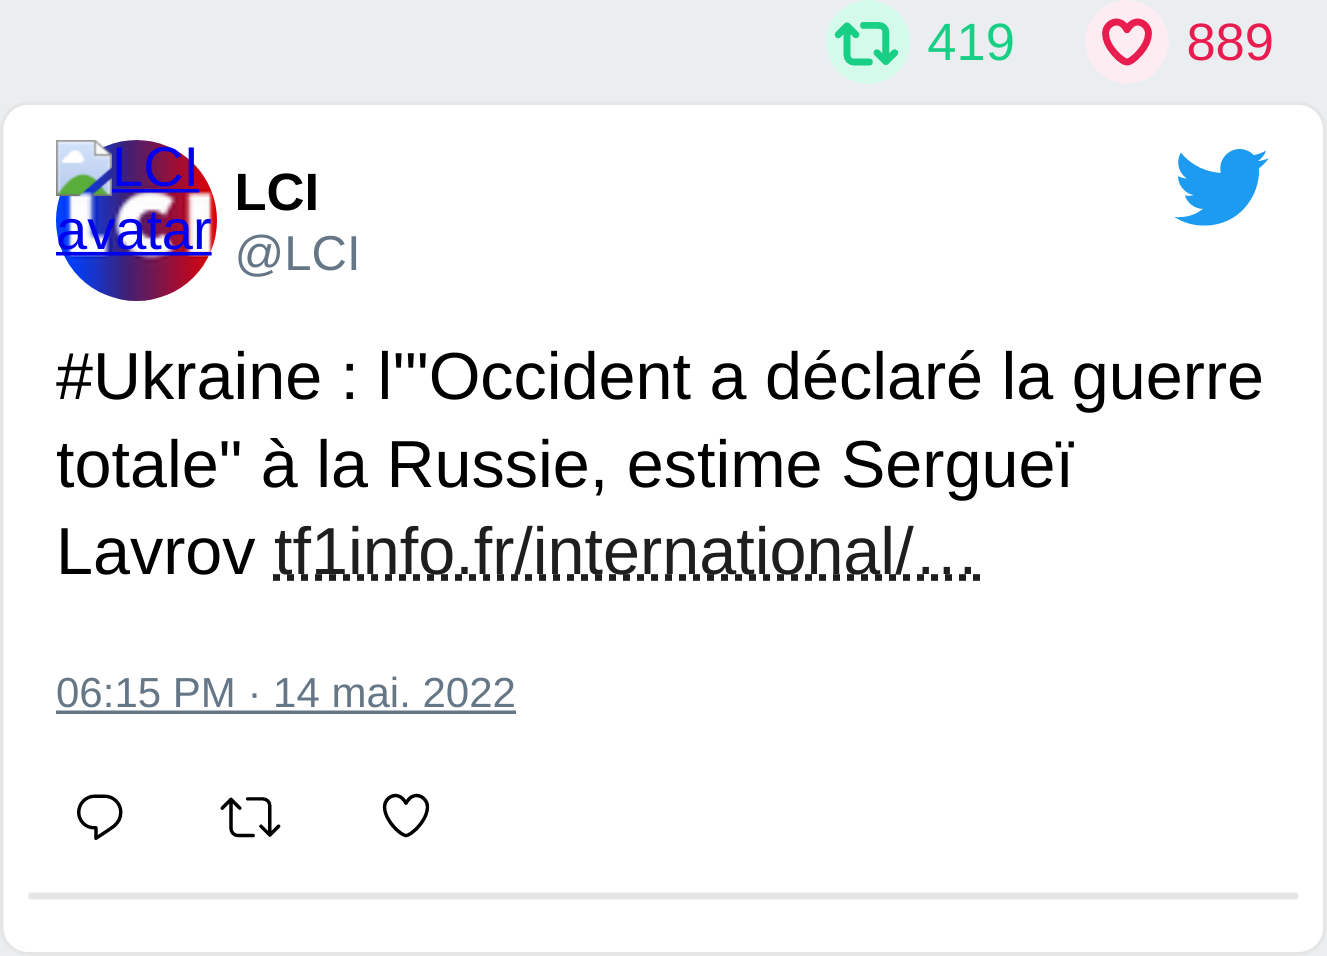 419 889
LCI avatar
LCI
LCI
@LCI
#Ukraine : l'"Occident a déclaré la guerre
totale" à la Russie, estime Sergueï
Lavrov tf1info.fr/international/…
06:15 PM · 14 mai. 2022